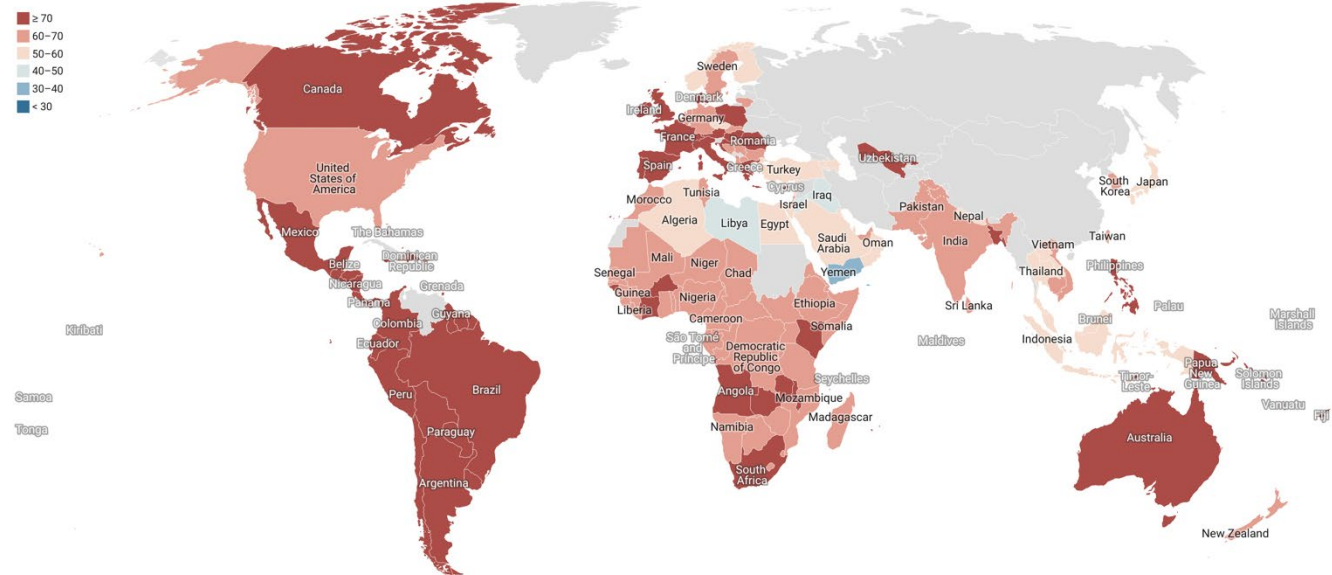 ≥ 70
60–70
50–60
40–50
30–40
< 30
Canada
United
States of
America
Mexico
The Bahamas
Dominican
Republic
Belize
Nicaragua
Grenada
Panama
Guyana
Colombia
Ecuador
Peru
Brazil
Paraguay
Argentina
Kiribati
Samoa
Tonga
Sweden
Denmark
Ireland
Germany
France
Romania
Spain
Greece
Turkey
Uzbekistan
Cyprus
Israel
Iraq
Tunisia
Morocco
Algeria
Libya
Egypt
Saudi
Arabia
Oman
Yemen
Mali
Niger
Chad
Senegal
Guinea
Liberia
Nigeria
Cameroon
Ethiopia
Somalia
São Tomé
and
Príncipe
Democratic
Republic
of Congo
Seychelles
Angola
Mozambique
Madagascar
Namibia
South
Africa
Pakistan
Nepal
India
Sri Lanka
Maldives
South
Korea
Japan
Taiwan
Vietnam
Thailand
Philippines
Palau
Brunei
Indonesia
Timor-
Leste
Papua
New
Guinea
Solomon
Islands
Marshall
Islands
Vanuatu
Fiji
Australia
New Zealand